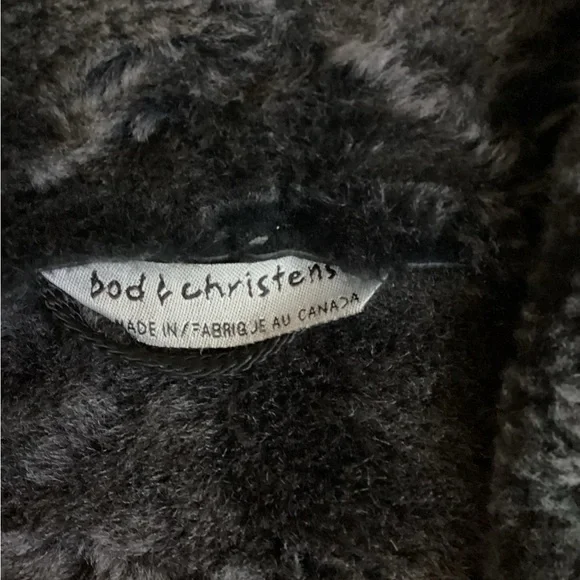 bod & christens
MADE IN/FABRIQUE AU CANADA